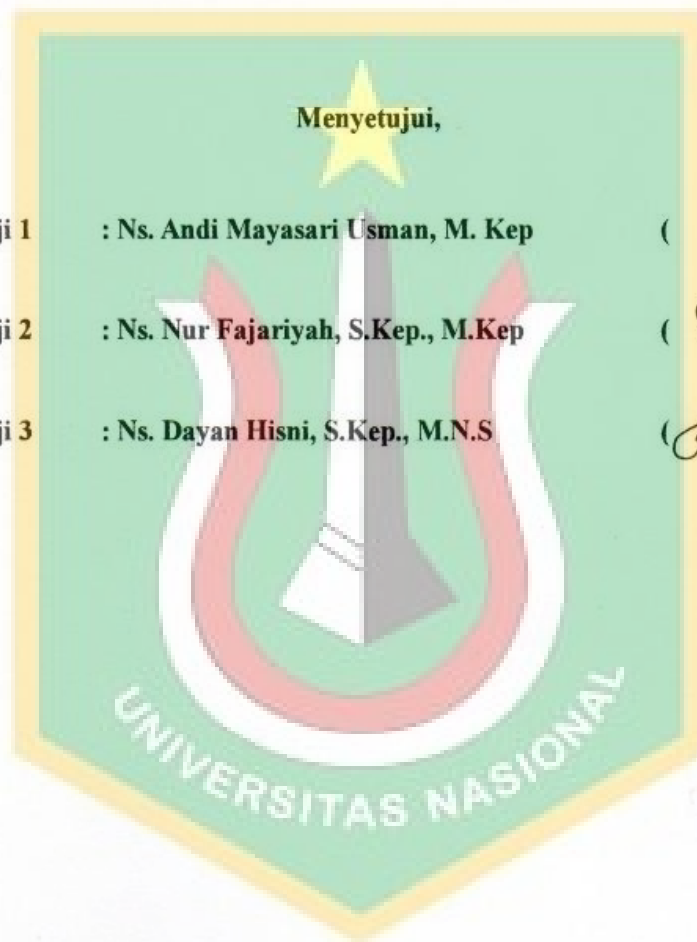 Menyetujui,
ji 1 : Ns. Andi Mayasari Usman, M. Kep (
ji 2 : Ns. Nur Fajariyah, S.Kep., M.Kep (
ji 3 : Ns. Dayan Hisni, S.Kep., M.N.S (
UNIVERSITAS NASIONAL